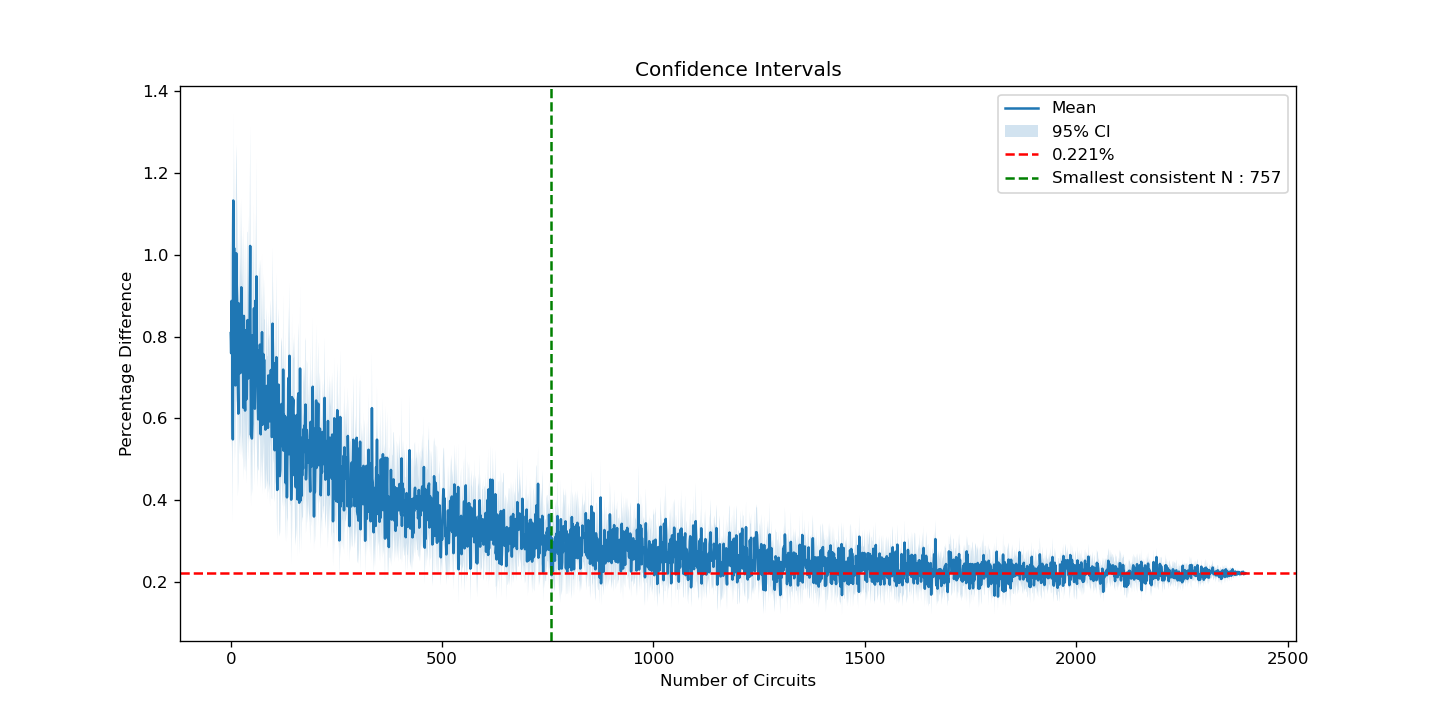 Confidence Intervals
Mean
95% CI
0.221%
Smallest consistent N : 757
Percentage Difference
1.4
1.2
1.0
0.8
0.6
0.4
0.2
0
500
1000
1500
2000
2500
Number of Circuits